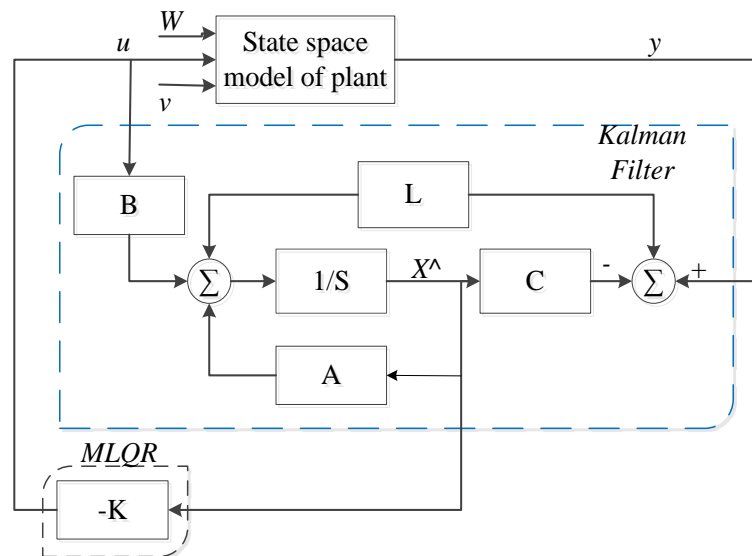 W
u
v
State space
model of plant
y
Kalman
Filter
B
L
∑
1/S
X^
C
-
∑
+
A
MLQR
-K